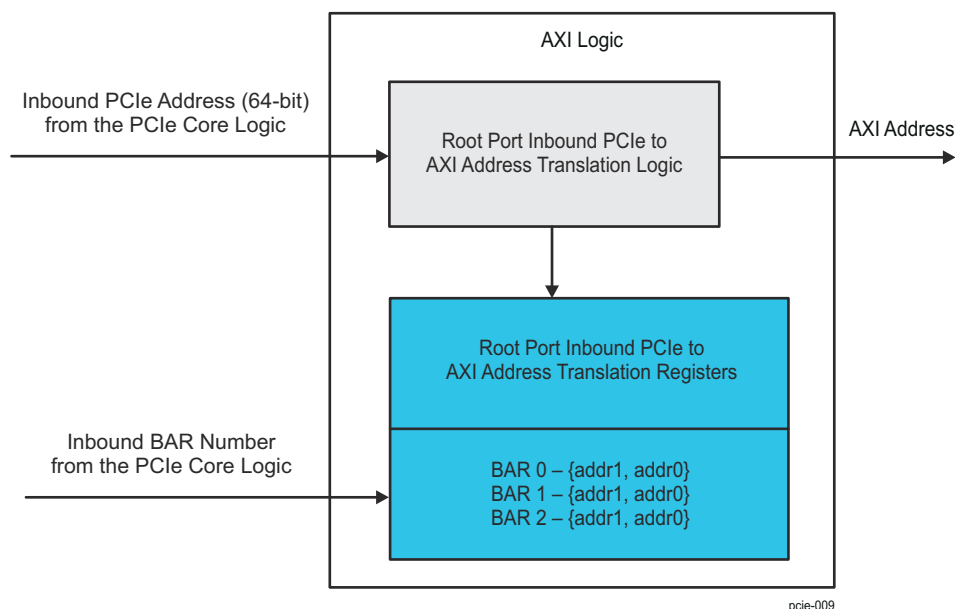 AXI Logic
Inbound PCIe Address (64-bit)
from the PCIe Core Logic
Root Port Inbound PCIe to
AXI Address Translation Logic
AXI Address
Root Port Inbound PCIe to
AXI Address Translation Registers
Inbound BAR Number
from the PCIe Core Logic
BAR 0 – {addr1, addr0}
BAR 1 – {addr1, addr0}
BAR 2 – {addr1, addr0}
pcie-009